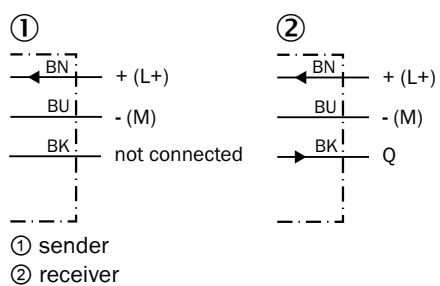 ① ②
BN + (L+) BN + (L+)
BU - (M) BU - (M)
BK not connected BK Q
① sender
② receiver